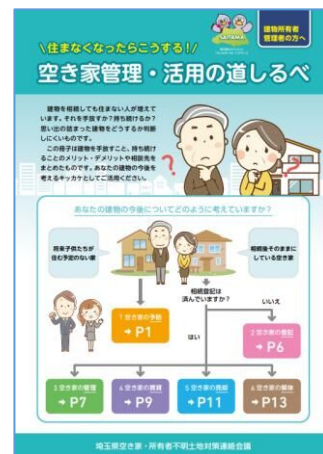 SAITAMA
建物所有者
管理者の方へ
\住まなくなったらこうする!/
空き家管理・活用の道しるべ
建物を相続しても住まない人が増えて
います。それを手放すか?持ち続けるか?
思い出の詰まった建物をどうするか判断
しにくいものです。
この冊子は建物を手放すこと、持ち続け
ることのメリット・デメリットや相談先を
まとめたものです。あなたの建物の今後を
考えるキッカケとしてご活用ください。
あなたの建物の今後についてどのように考えていますか?
将来子供たちが
住む予定のない家
相続後そのままに
している空き家
相続登記は
済んでいますか?
1 空き家の予防
→ P1
はい
いいえ
2 空き家の登記
→ P6
3 空き家の管理
→ P7
4 空き家の賃貸
→ P9
5 空き家の売却
→ P11
6 空き家の解体
→ P13
埼玉県空き家・所有者不明土地対策連絡会議